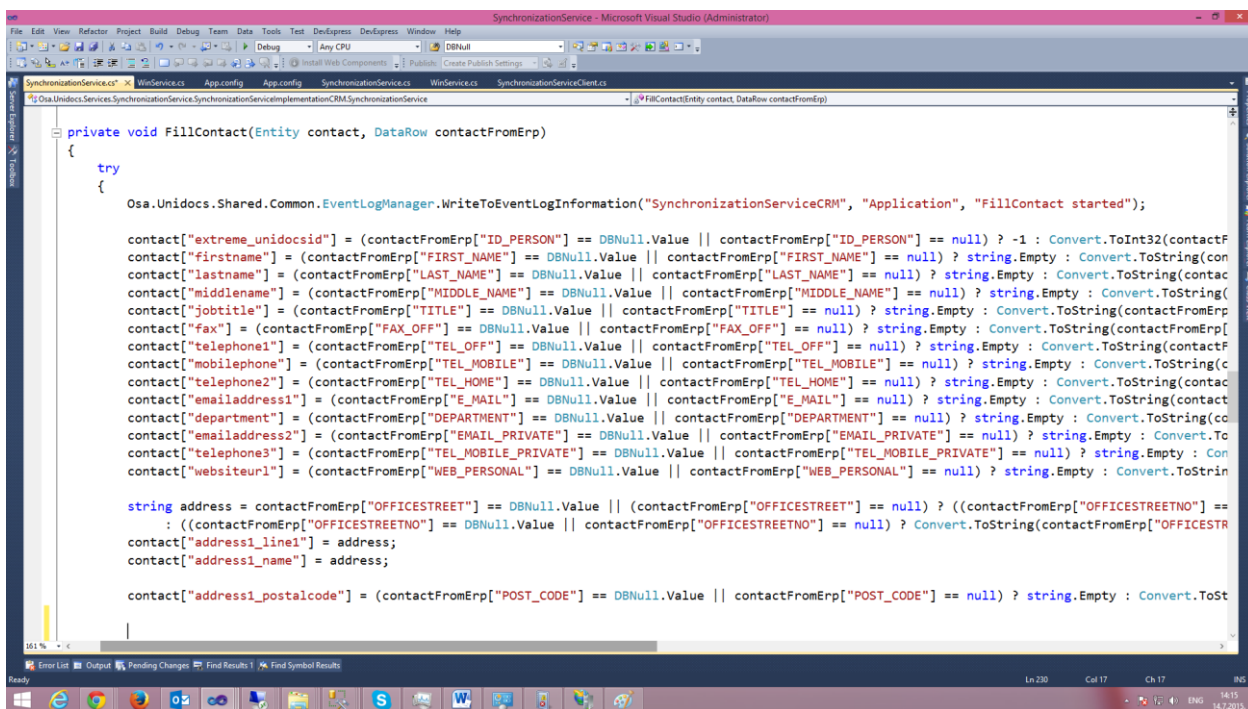 SynchronizationService - Microsoft Visual Studio (Administrator)
File Edit View Refactor Project Build Debug Team Data Tools Test DevExpress DevExpress Window Help
Debug Any CPU DBNull
Install Web Components Publish: Create Publish Settings
SynchronizationService.cs* WinService.cs App.config App.config SynchronizationService.cs WinService.cs SynchronizationServiceClient.cs
Osa.Unidocs.Services.SynchronizationService.SynchronizationServiceImplementationCRM.SynchronizationService FillContact(Entity contact, DataRow contactFromErp)
Server Explorer
Toolbox
private void FillContact(Entity contact, DataRow contactFromErp)
{
try
{
Osa.Unidocs.Shared.Common.EventLogManager.WriteToEventLogInformation("SynchronizationServiceCRM", "Application", "FillContact started");
contact["extreme_unidocsid"] = (contactFromErp["ID_PERSON"] == DBNull.Value || contactFromErp["ID_PERSON"] == null) ? -1 : Convert.ToInt32(contactF
contact["firstname"] = (contactFromErp["FIRST_NAME"] == DBNull.Value || contactFromErp["FIRST_NAME"] == null) ? string.Empty : Convert.ToString(con
contact["lastname"] = (contactFromErp["LAST_NAME"] == DBNull.Value || contactFromErp["LAST_NAME"] == null) ? string.Empty : Convert.ToString(contac
contact["middlename"] = (contactFromErp["MIDDLE_NAME"] == DBNull.Value || contactFromErp["MIDDLE_NAME"] == null) ? string.Empty : Convert.ToString(
contact["jobtitle"] = (contactFromErp["TITLE"] == DBNull.Value || contactFromErp["TITLE"] == null) ? string.Empty : Convert.ToString(contactFromErp
contact["fax"] = (contactFromErp["FAX_OFF"] == DBNull.Value || contactFromErp["FAX_OFF"] == null) ? string.Empty : Convert.ToString(contactFromErp[
contact["telephone1"] = (contactFromErp["TEL_OFF"] == DBNull.Value || contactFromErp["TEL_OFF"] == null) ? string.Empty : Convert.ToString(contactF
contact["mobilephone"] = (contactFromErp["TEL_MOBILE"] == DBNull.Value || contactFromErp["TEL_MOBILE"] == null) ? string.Empty : Convert.ToString(c
contact["telephone2"] = (contactFromErp["TEL_HOME"] == DBNull.Value || contactFromErp["TEL_HOME"] == null) ? string.Empty : Convert.ToString(contac
contact["emailaddress1"] = (contactFromErp["E_MAIL"] == DBNull.Value || contactFromErp["E_MAIL"] == null) ? string.Empty : Convert.ToString(contact
contact["department"] = (contactFromErp["DEPARTMENT"] == DBNull.Value || contactFromErp["DEPARTMENT"] == null) ? string.Empty : Convert.ToString(co
contact["emailaddress2"] = (contactFromErp["EMAIL_PRIVATE"] == DBNull.Value || contactFromErp["EMAIL_PRIVATE"] == null) ? string.Empty : Convert.To
contact["telephone3"] = (contactFromErp["TEL_MOBILE_PRIVATE"] == DBNull.Value || contactFromErp["TEL_MOBILE_PRIVATE"] == null) ? string.Empty : Con
contact["websiteurl"] = (contactFromErp["WEB_PERSONAL"] == DBNull.Value || contactFromErp["WEB_PERSONAL"] == null) ? string.Empty : Convert.ToStrin
string address = contactFromErp["OFFICESTREET"] == DBNull.Value || (contactFromErp["OFFICESTREET"] == null) ? ((contactFromErp["OFFICESTREETNO"] ==
: ((contactFromErp["OFFICESTREETNO"] == DBNull.Value || contactFromErp["OFFICESTREETNO"] == null) ? Convert.ToString(contactFromErp["OFFICESTR
contact["address1_line1"] = address;
contact["address1_name"] = address;
contact["address1_postalcode"] = (contactFromErp["POST_CODE"] == DBNull.Value || contactFromErp["POST_CODE"] == null) ? string.Empty : Convert.ToSt
161 %
Error List Output Pending Changes Find Results 1 Find Symbol Results
Ready Ln 230 Col 17 Ch 17 INS
ENG 14:15
14.7.2015.